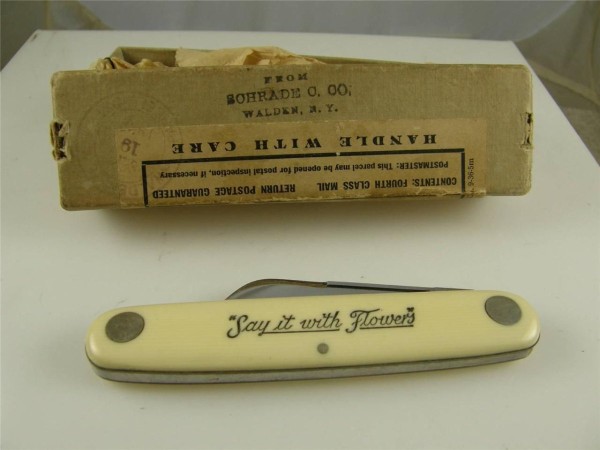 FROM
SCHRADE C. CO.
WALDEN, N. Y.
HANDLE WITH CARE
POSTMASTER: This parcel may be opened for postal inspection, if necessary
CONTENTS: FOURTH CLASS MAIL RETURN POSTAGE GUARANTEED
"Say it with Flowers"